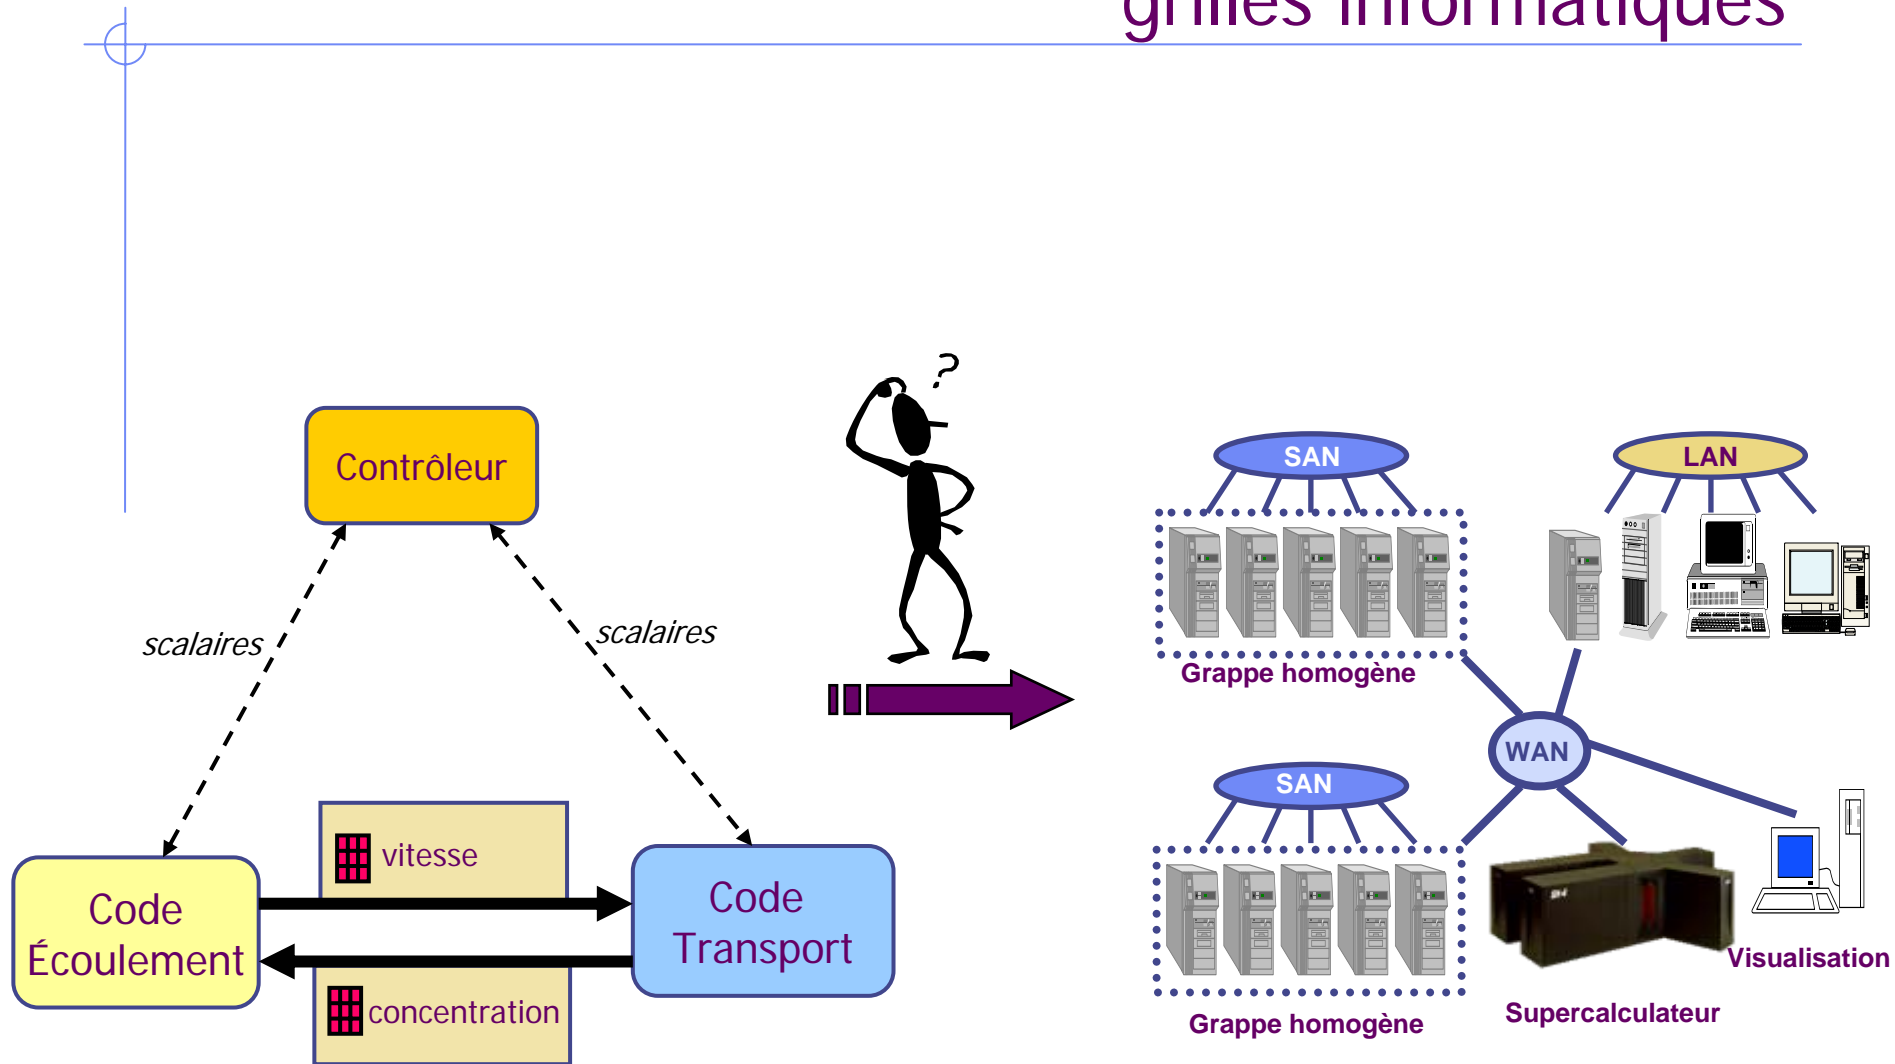 grilles informatiques
?
Contrôleur
scalaires
scalaires
vitesse
Code
Écoulement
Code
Transport
concentration
SAN
LAN
Grappe homogène
WAN
SAN
Grappe homogène
Supercalculateur
Visualisation